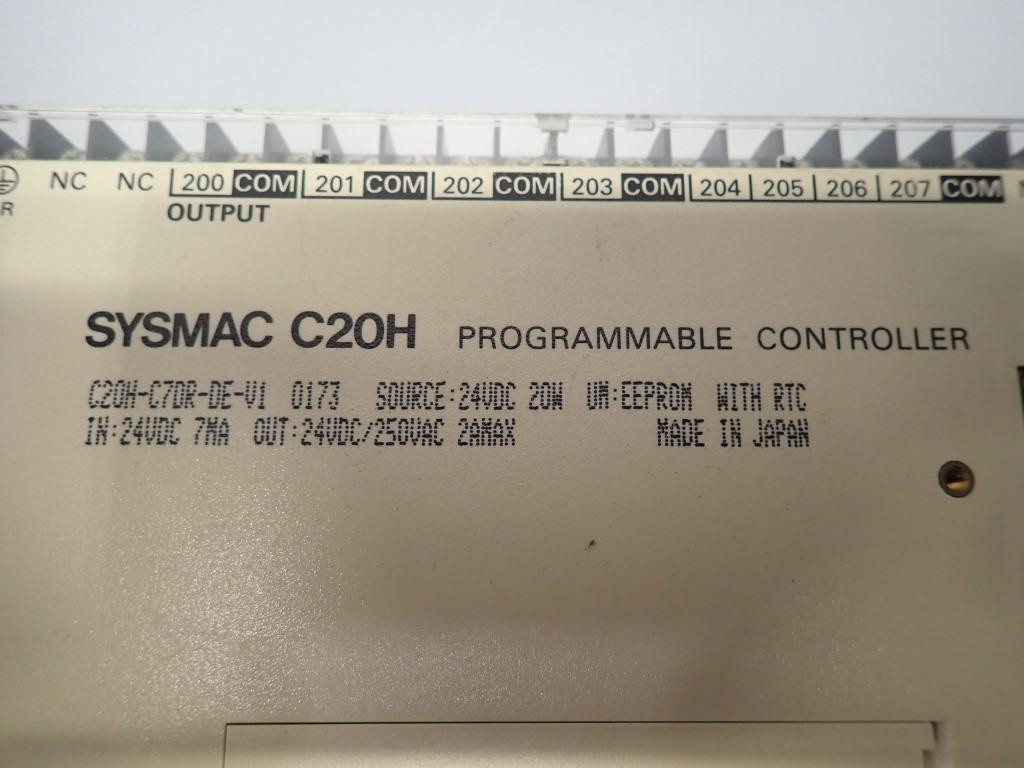 NC NC 200 COM 201 COM 202 COM 203 COM 204 205 206 207 COM
R OUTPUT
SYSMAC C20H PROGRAMMABLE CONTROLLER
C20H-C7DR-DE-V1 0173 SOURCE:24VDC 20W UM:EEPROM WITH RTC
IN:24VDC 7MA OUT:24VDC/250VAC 2AMAX MADE IN JAPAN